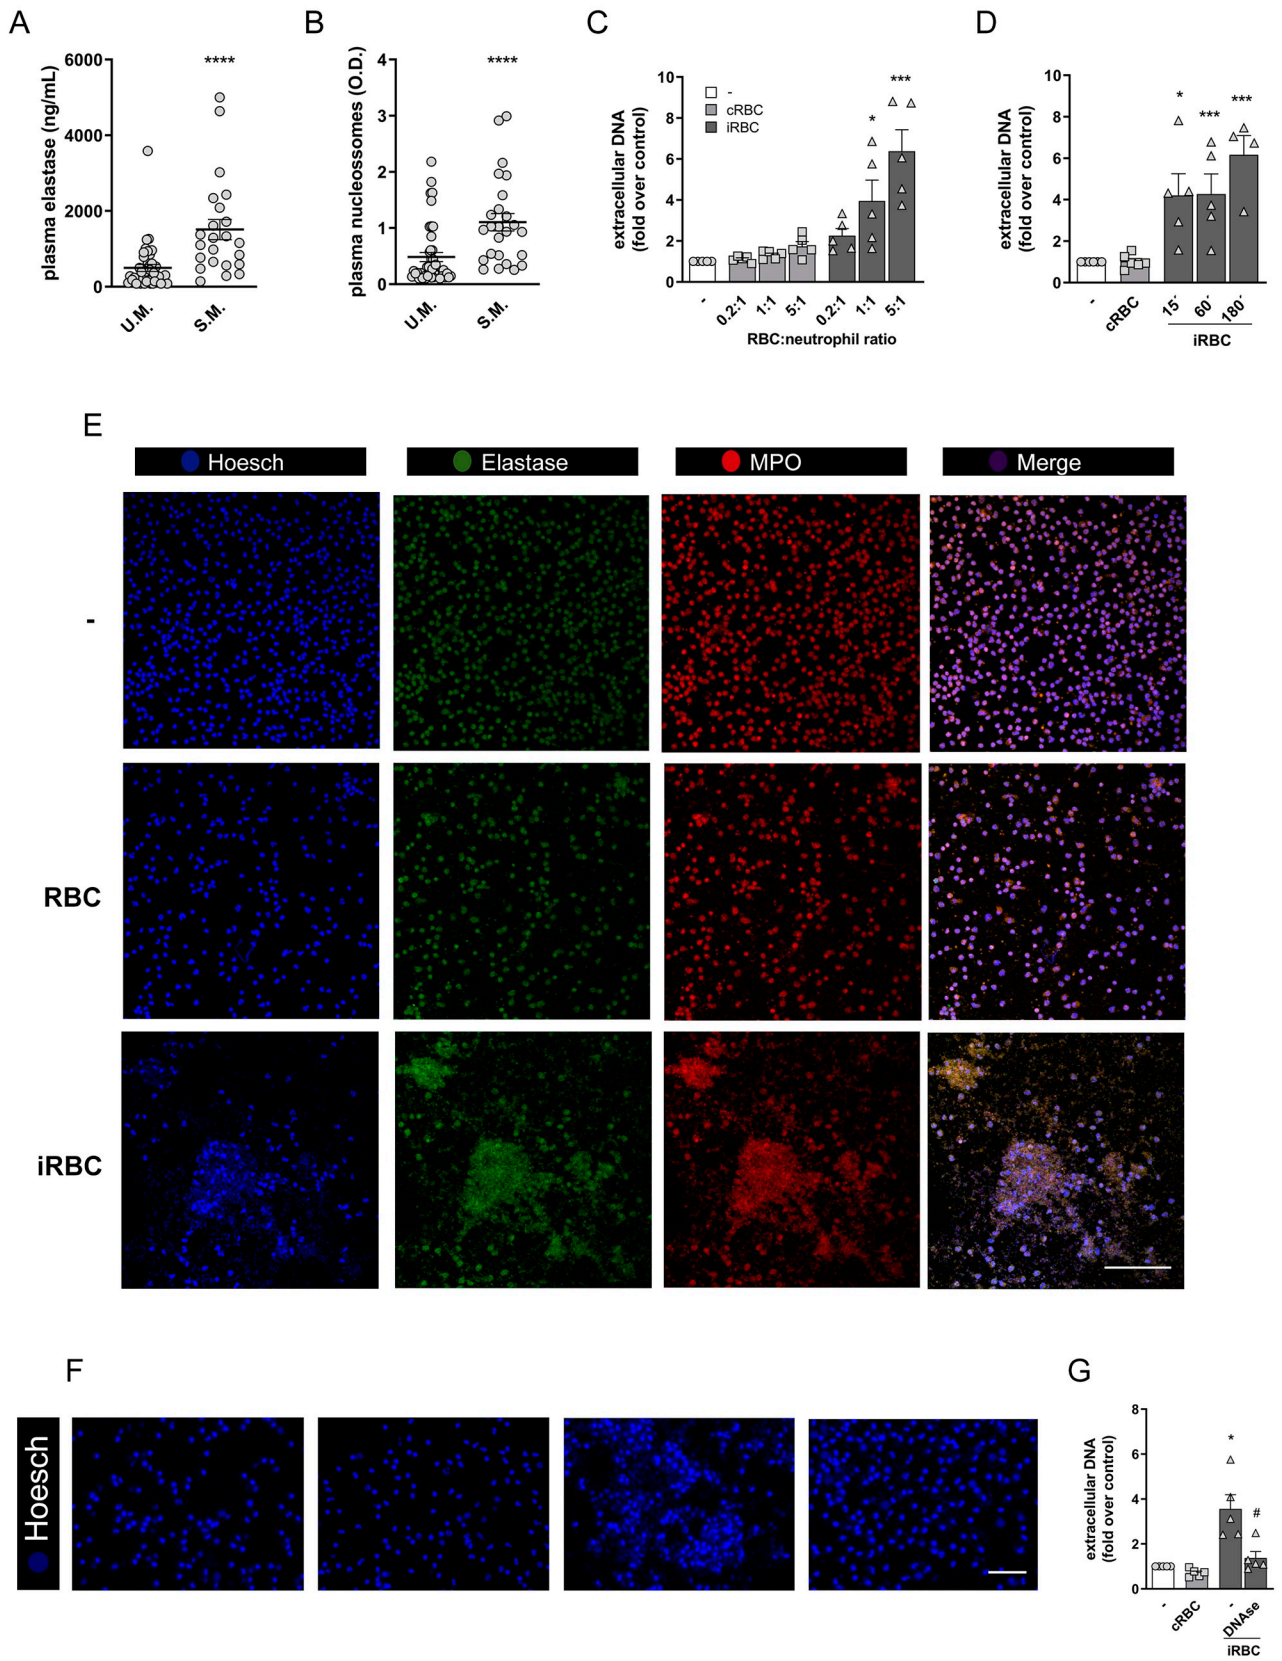 A
plasma elastase (ng/mL)
6000
4000
2000
0
****
U.M.
S.M.
B
plasma nucleossomes (O.D.)
4
3
2
1
0
****
U.M.
S.M.
C
extracellular DNA
(fold over control)
10
8
6
4
2
0
-
cRBC
iRBC
*
***
-
0.2:1
1:1
5:1
0.2:1
1:1
5:1
RBC:neutrophil ratio
D
extracellular DNA
(fold over control)
10
8
6
4
2
0
*
***
***
-
cRBC
15´
60´
180´
iRBC
E
Hoesch
Elastase
MPO
Merge
-
RBC
iRBC
F
Hoesch
G
extracellular DNA
(fold over control)
8
6
4
2
0
*
#
-
cRBC
-
DNAse
iRBC